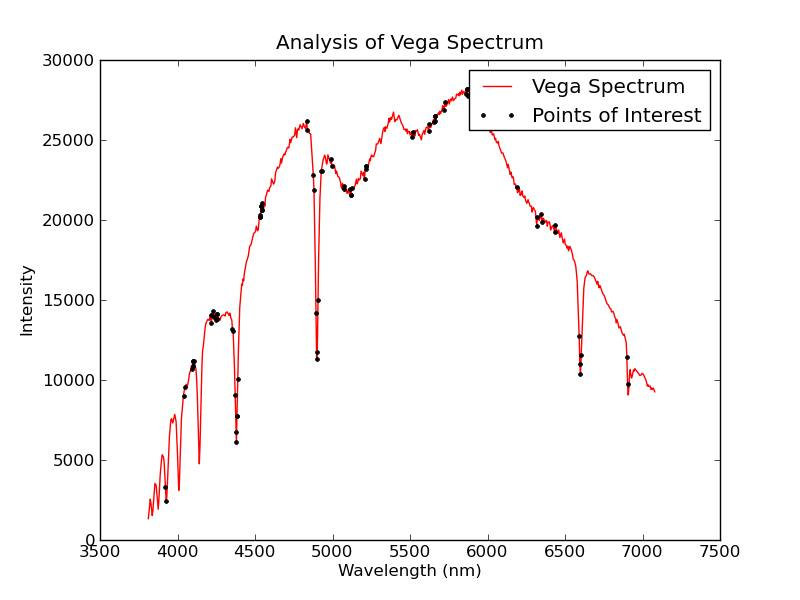 Analysis of Vega Spectrum
Vega Spectrum
Points of Interest
30000
25000
20000
15000
10000
5000
0
Intensity
3500 4000 4500 5000 5500 6000 6500 7000 7500
Wavelength (nm)